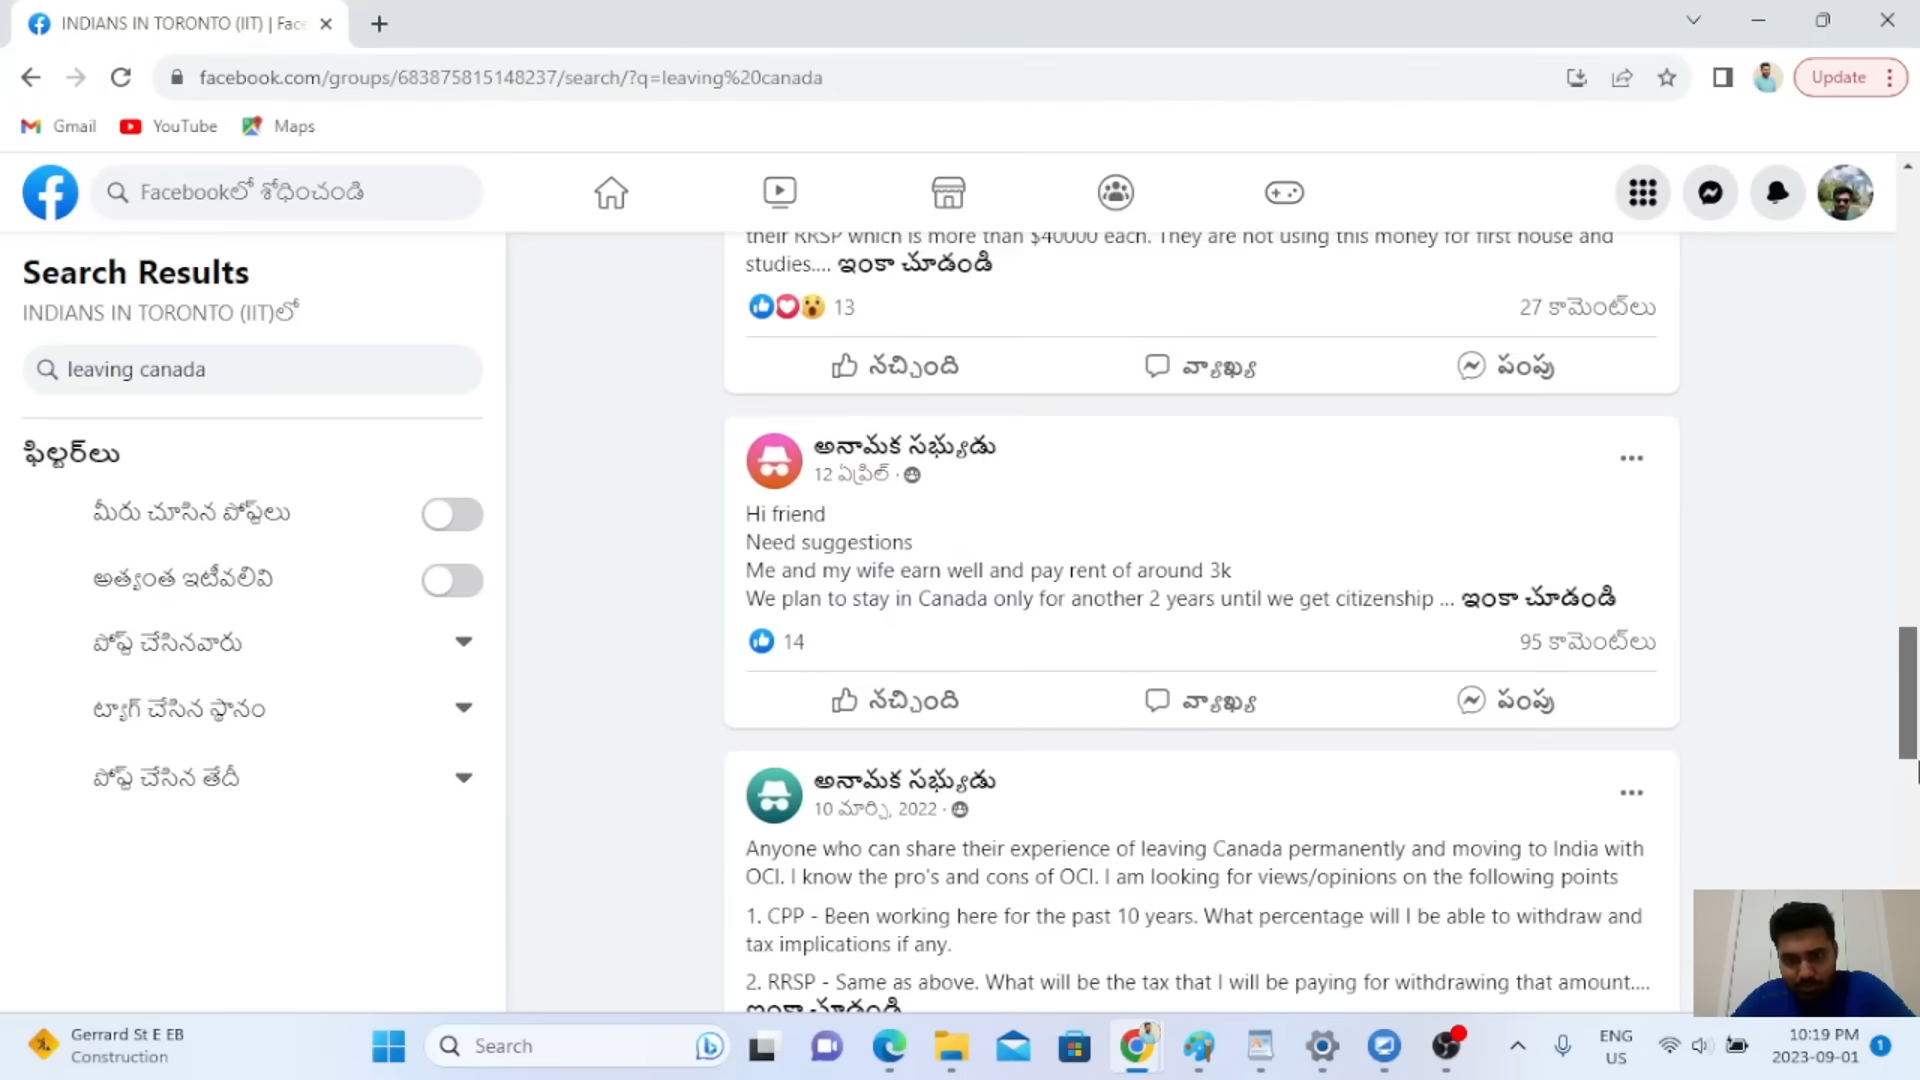 INDIANS IN TORONTO (IIT) | Face
facebook.com/groups/683875815148237/search/?q=leaving%20canada
Update
Gmail
YouTube
Maps
Facebookలో శోధించండి
Search Results
INDIANS IN TORONTO (IIT)లో
leaving canada
ఫిల్టర్‌లు
మీరు చూసిన పోస్ట్‌లు
అత్యంత ఇటీవలివి
పోస్ట్ చేసినవారు
ట్యాగ్ చేసిన స్థానం
పోస్ట్ చేసిన తేదీ
their RRSP which is more than $40000 each. They are not using this money for first house and
studies.... ఇంకా చూడండి
13
27 కామెంట్‌లు
నచ్చింది
వ్యాఖ్య
పంపు
అనామక సభ్యుడు
12 ఏప్రిల్ ·
Hi friend
Need suggestions
Me and my wife earn well and pay rent of around 3k
We plan to stay in Canada only for another 2 years until we get citizenship ... ఇంకా చూడండి
14
95 కామెంట్‌లు
నచ్చింది
వ్యాఖ్య
పంపు
అనామక సభ్యుడు
10 మార్చి, 2022 ·
Anyone who can share their experience of leaving Canada permanently and moving to India with
OCI. I know the pro's and cons of OCI. I am looking for views/opinions on the following points
1. CPP - Been working here for the past 10 years. What percentage will I be able to withdraw and
tax implications if any.
2. RRSP - Same as above. What will be the tax that I will be paying for withdrawing that amount....
ఇంకా చూడండి
Gerrard St E EB
Construction
Search
ENG
US
10:19 PM
2023-09-01
1